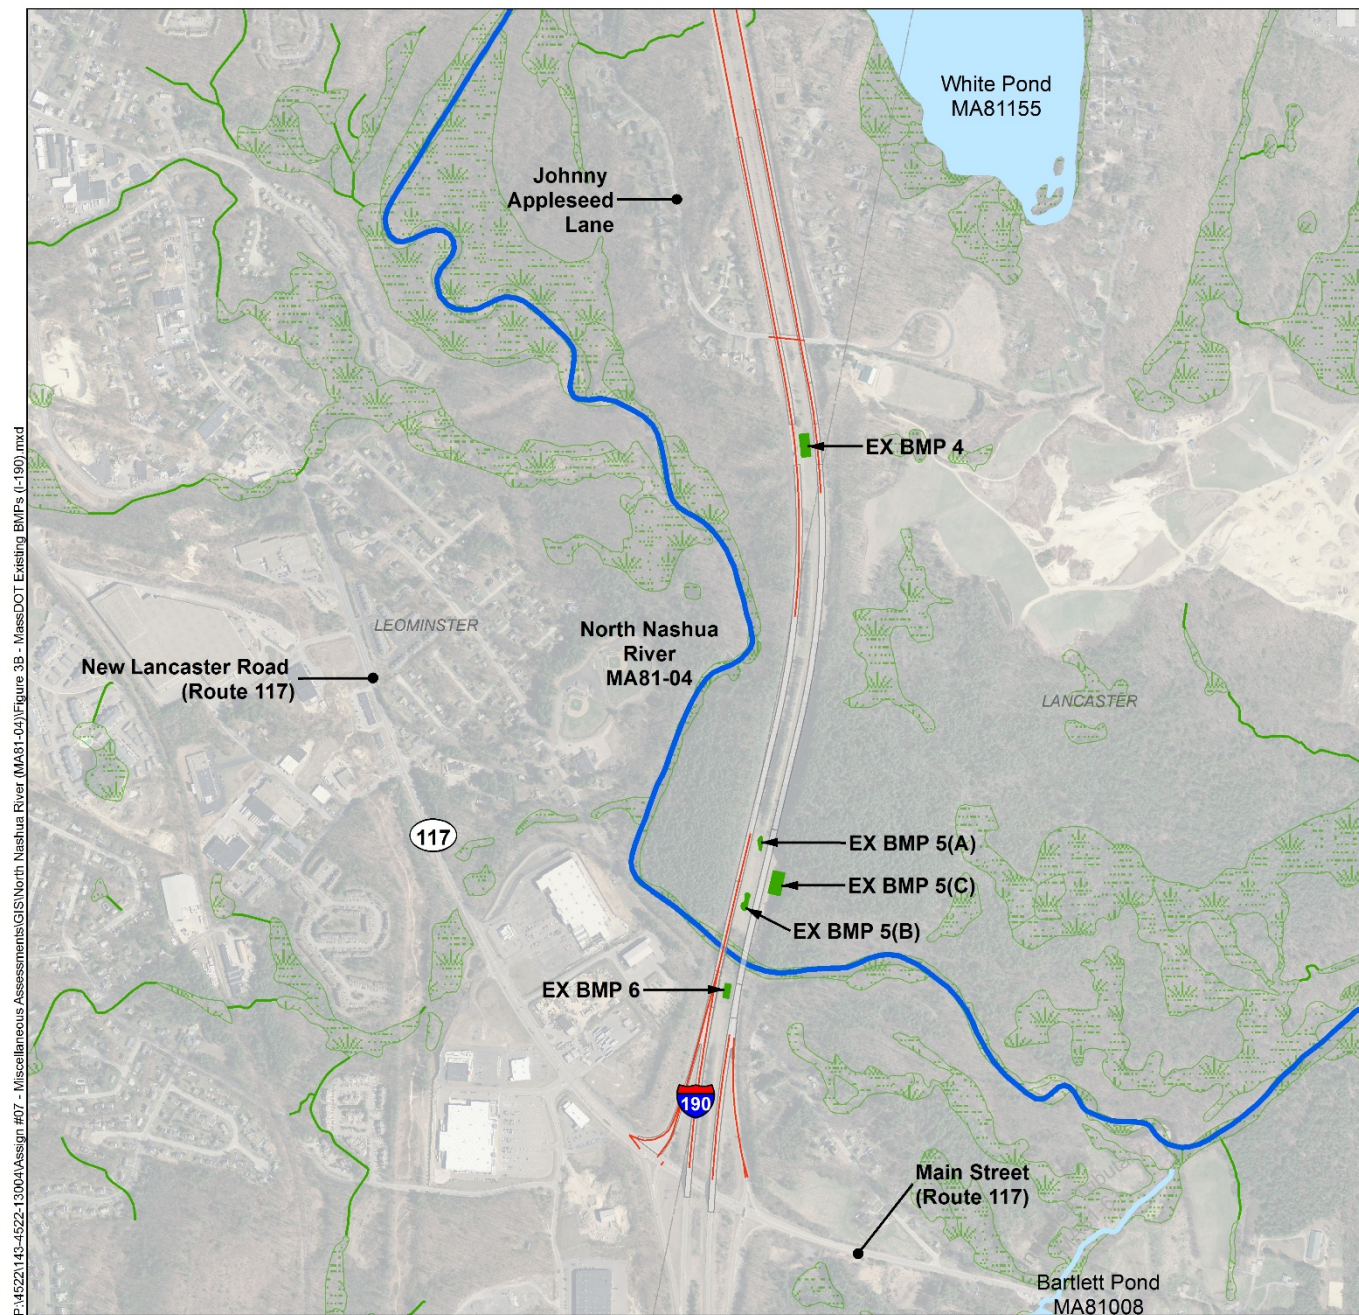 White Pond
MA81155
Johnny
Appleseed
Lane
EX BMP 4
LEOMINSTER
North Nashua
River
MA81-04
New Lancaster Road
(Route 117)
LANCASTER
117
EX BMP 5(A)
EX BMP 5(C)
EX BMP 5(B)
EX BMP 6
190
Main Street
(Route 117)
Bartlett Pond
MA81008
P:\4522\143-4522-13004\Assign #07 - Miscellaneous Assessments\GIS\North Nashua River (MA81-04)\Figure 3B - MassDOT Existing BMPs (I-190).mxd